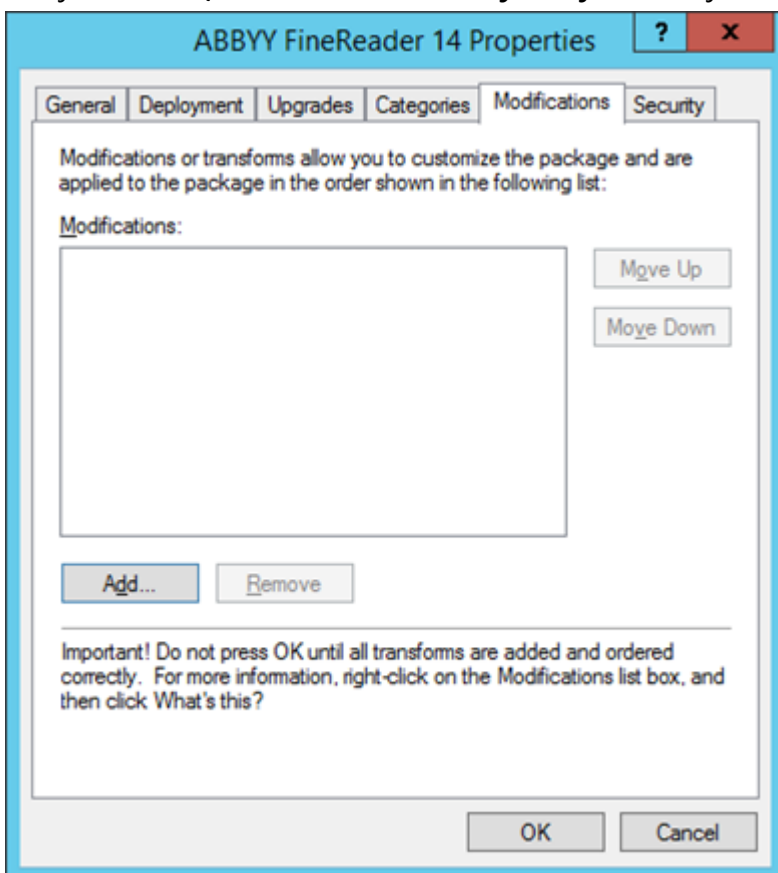 ABBYY FineReader 14 Properties ? x
General Deployment Upgrades Categories Modifications Security
Modifications or transforms allow you to customize the package and are
applied to the package in the order shown in the following list:
Modifications:
Move Up
Move Down
Add... Remove
Important! Do not press OK until all transforms are added and ordered
correctly. For more information, right-click on the Modifications list box, and
then click What's this?
OK Cancel